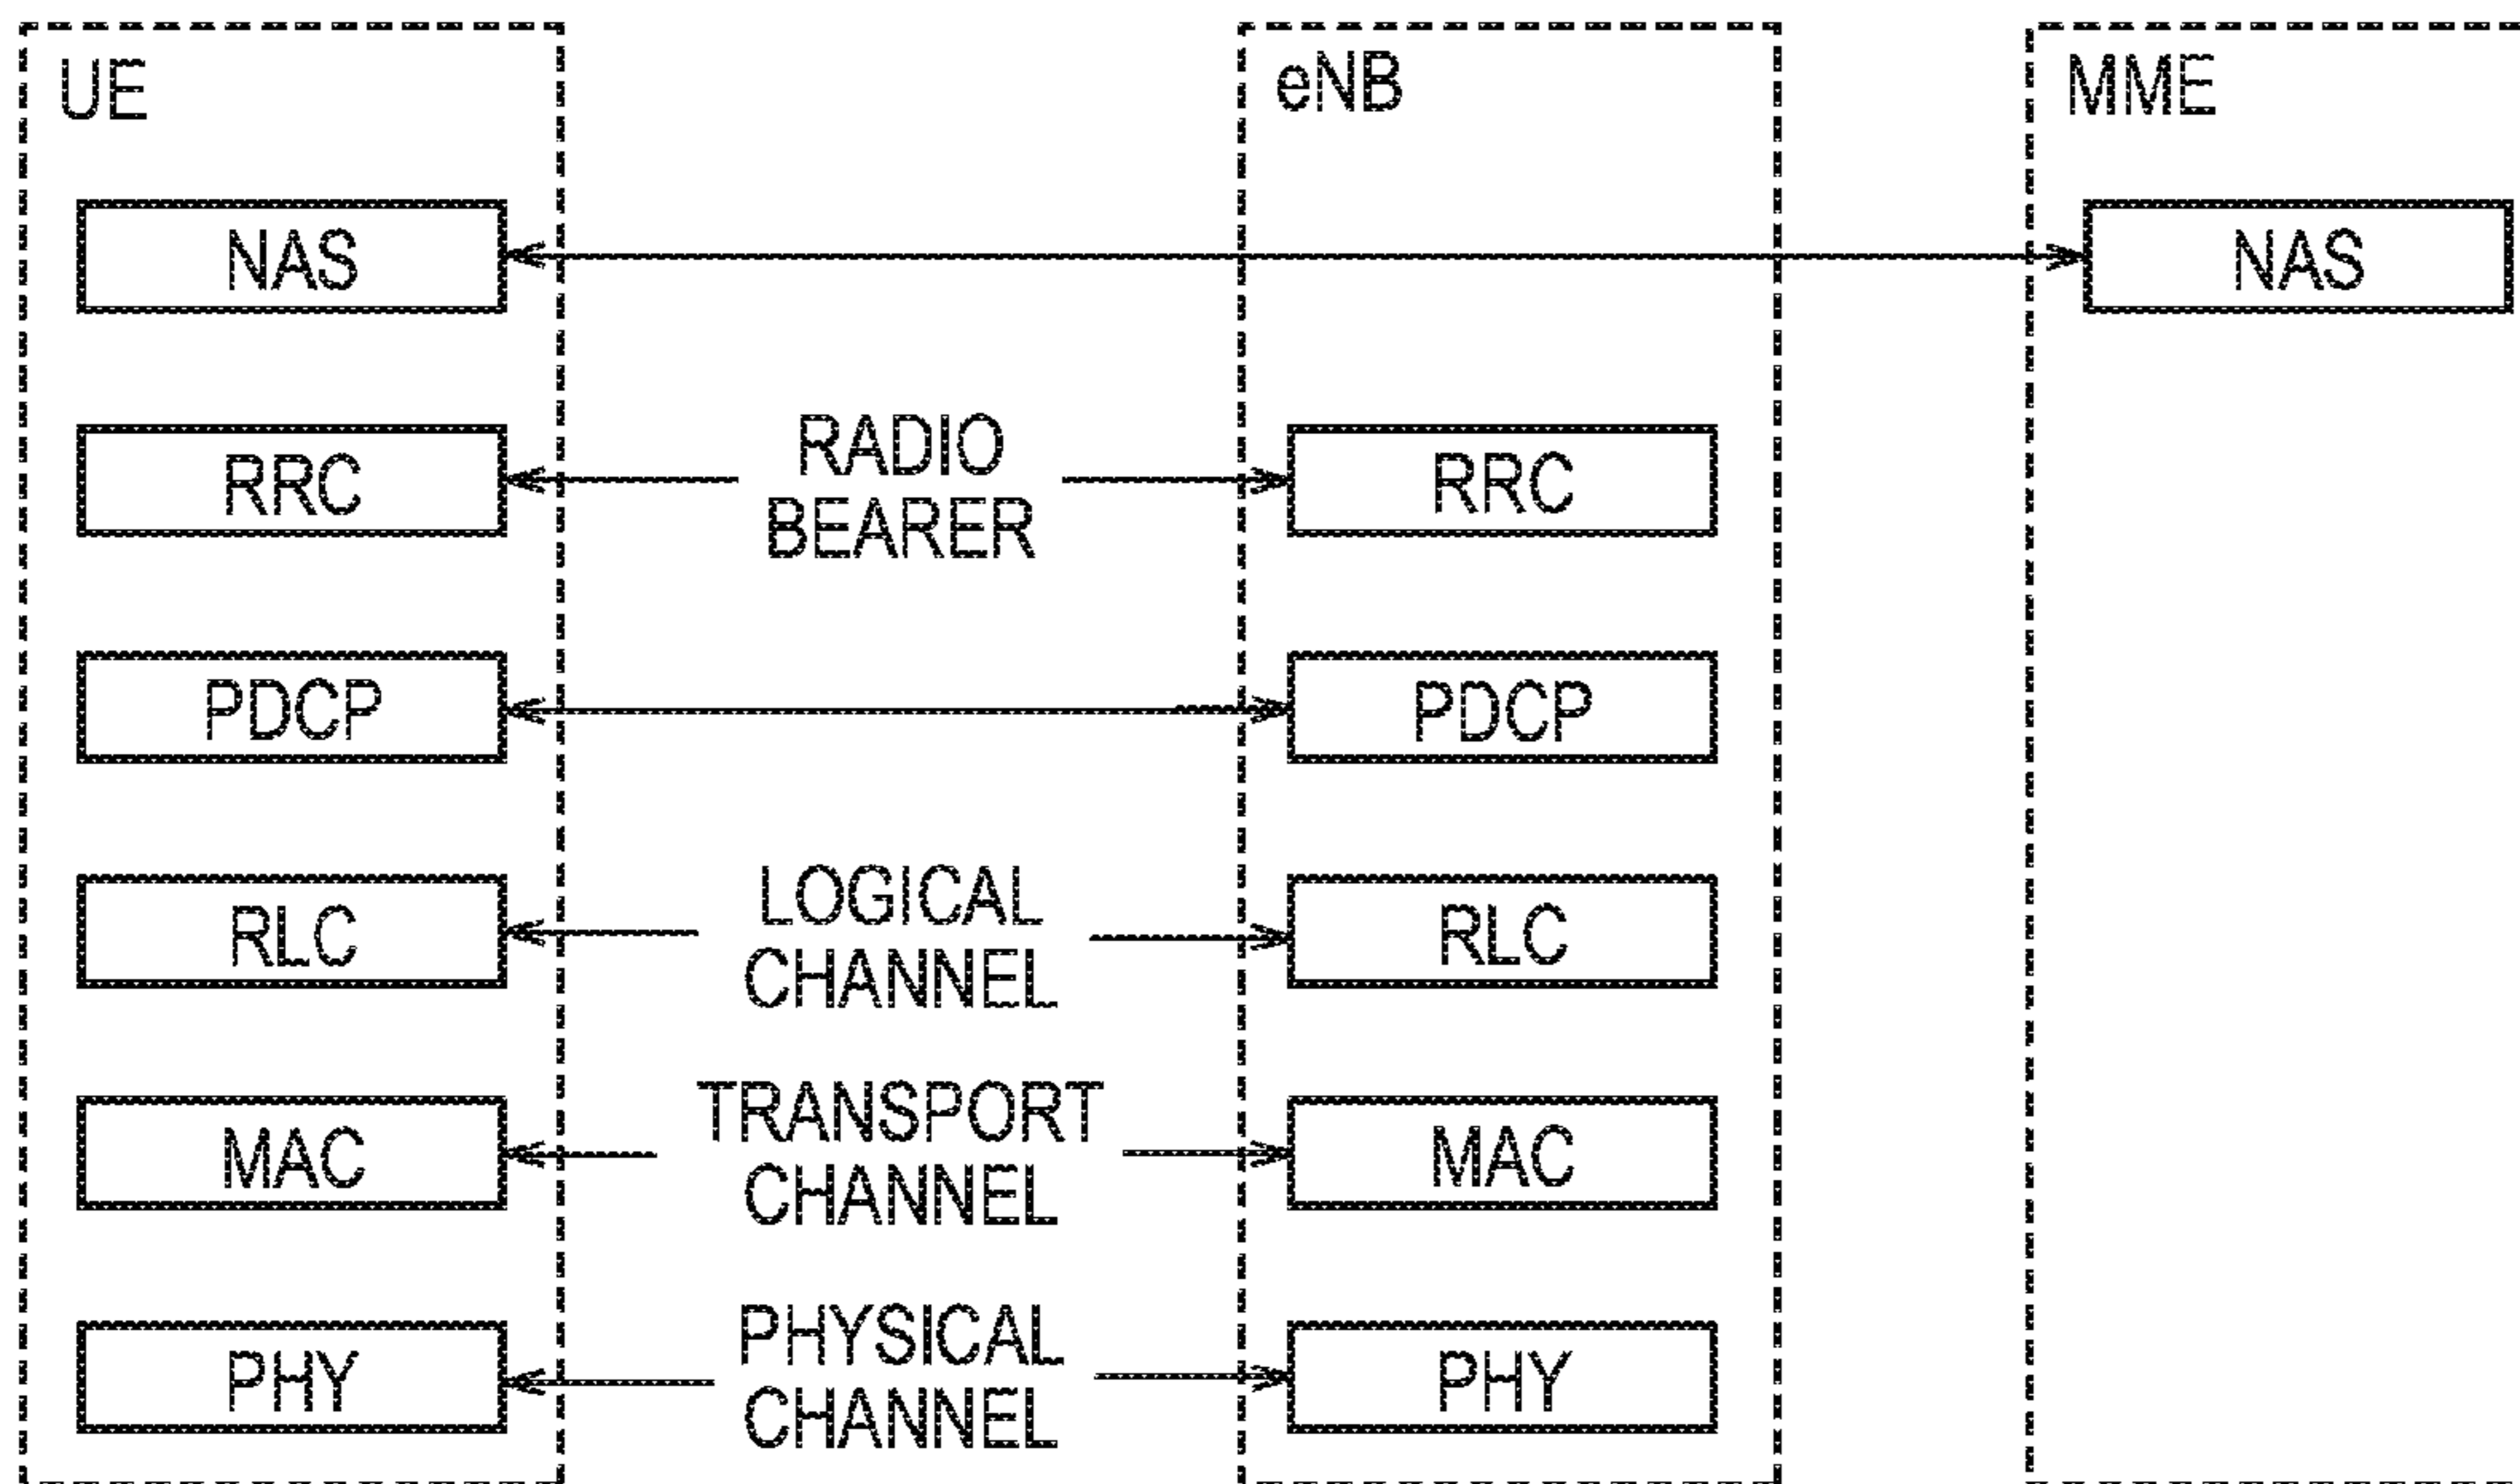 UE
eNB
MME
NAS
NAS
RRC
RADIO
BEARER
RRC
PDCP
PDCP
RLC
LOGICAL
CHANNEL
RLC
MAC
TRANSPORT
CHANNEL
MAC
PHY
PHYSICAL
CHANNEL
PHY